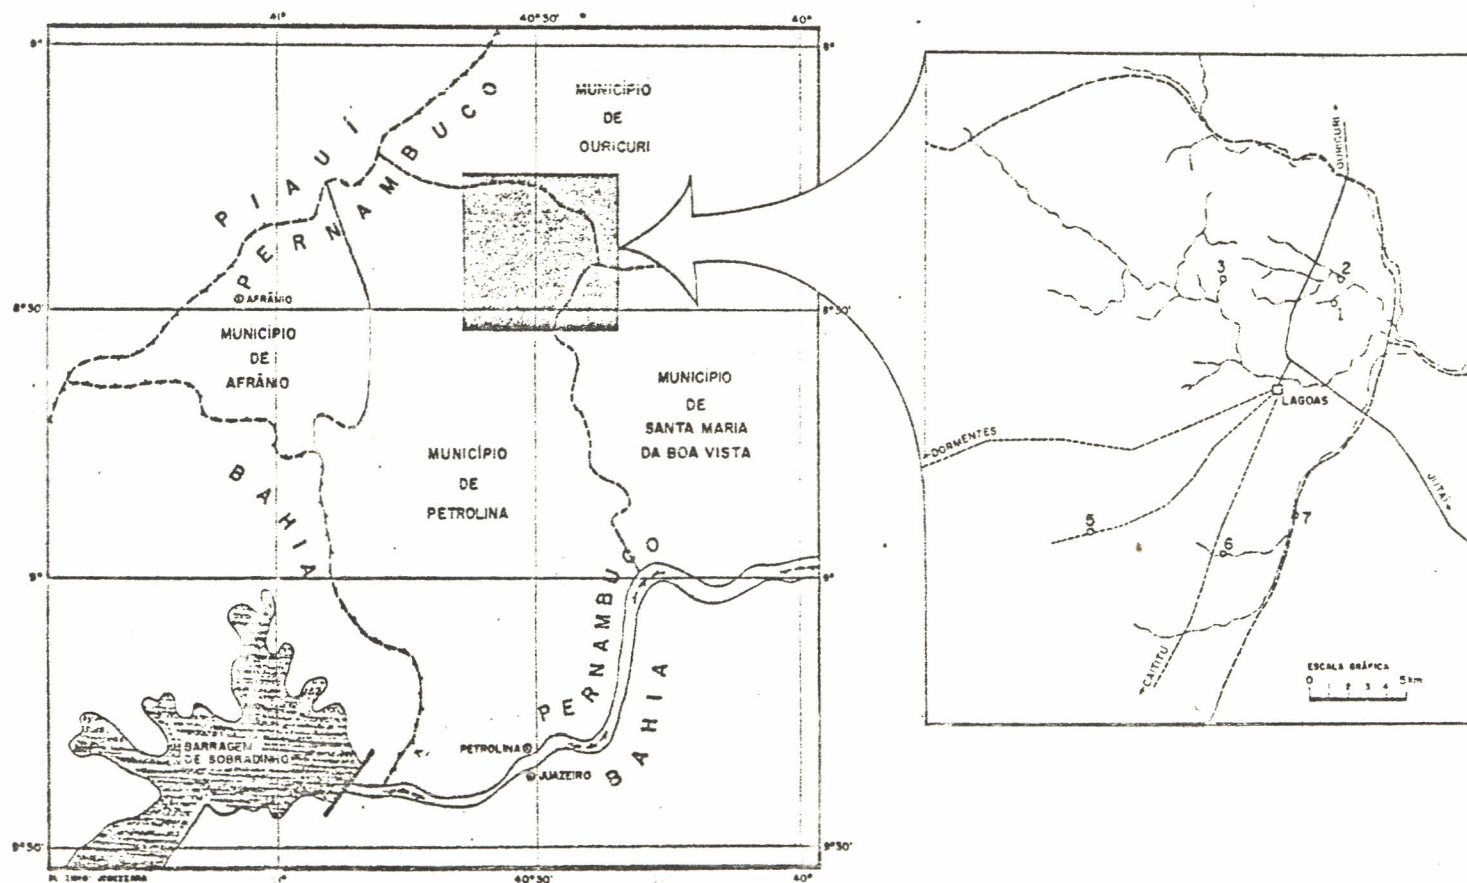 41°
40°30'
40°
9°
9°
MUNICÍPIO
DE
OURICURI
PIAUÍ
PERNAMBUCO
AFRÂNIO
8°30'
8°30'
MUNICÍPIO
DE
AFRÂNIO
MUNICÍPIO
DE
SANTA MARIA
DA BOA VISTA
MUNICÍPIO
DE
PETROLINA
BAHIA
9°
9°
PERNAMBUCO
BAHIA
BARRAGEM
DE SOBRADINHO
PETROLINA
JUAZEIRO
9°30'
9°30'
40°30'
40°
OURICURI
3
2
1
LAGOAS
DORMENTES
JUTAÍ
5
6
7
CAITITU
ESCALA GRÁFICA
0 1 2 3 4 5 km